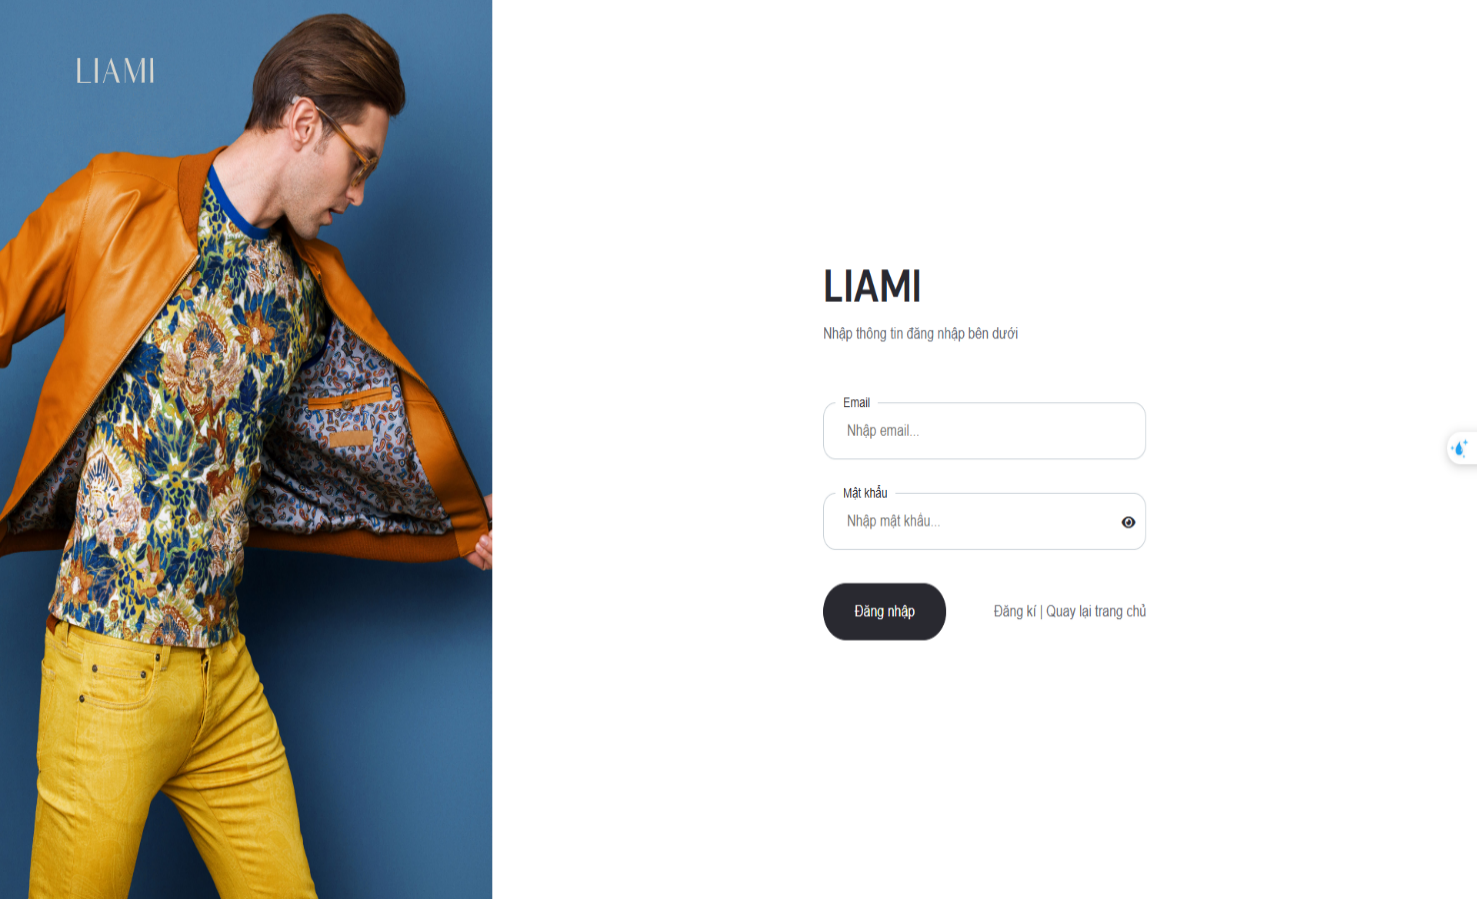 LIAMI
LIAMI
Nhập thông tin đăng nhập bên dưới
Email
Nhập email...
Mật khẩu
Nhập mật khẩu...
Đăng nhập
Đăng kí | Quay lại trang chủ